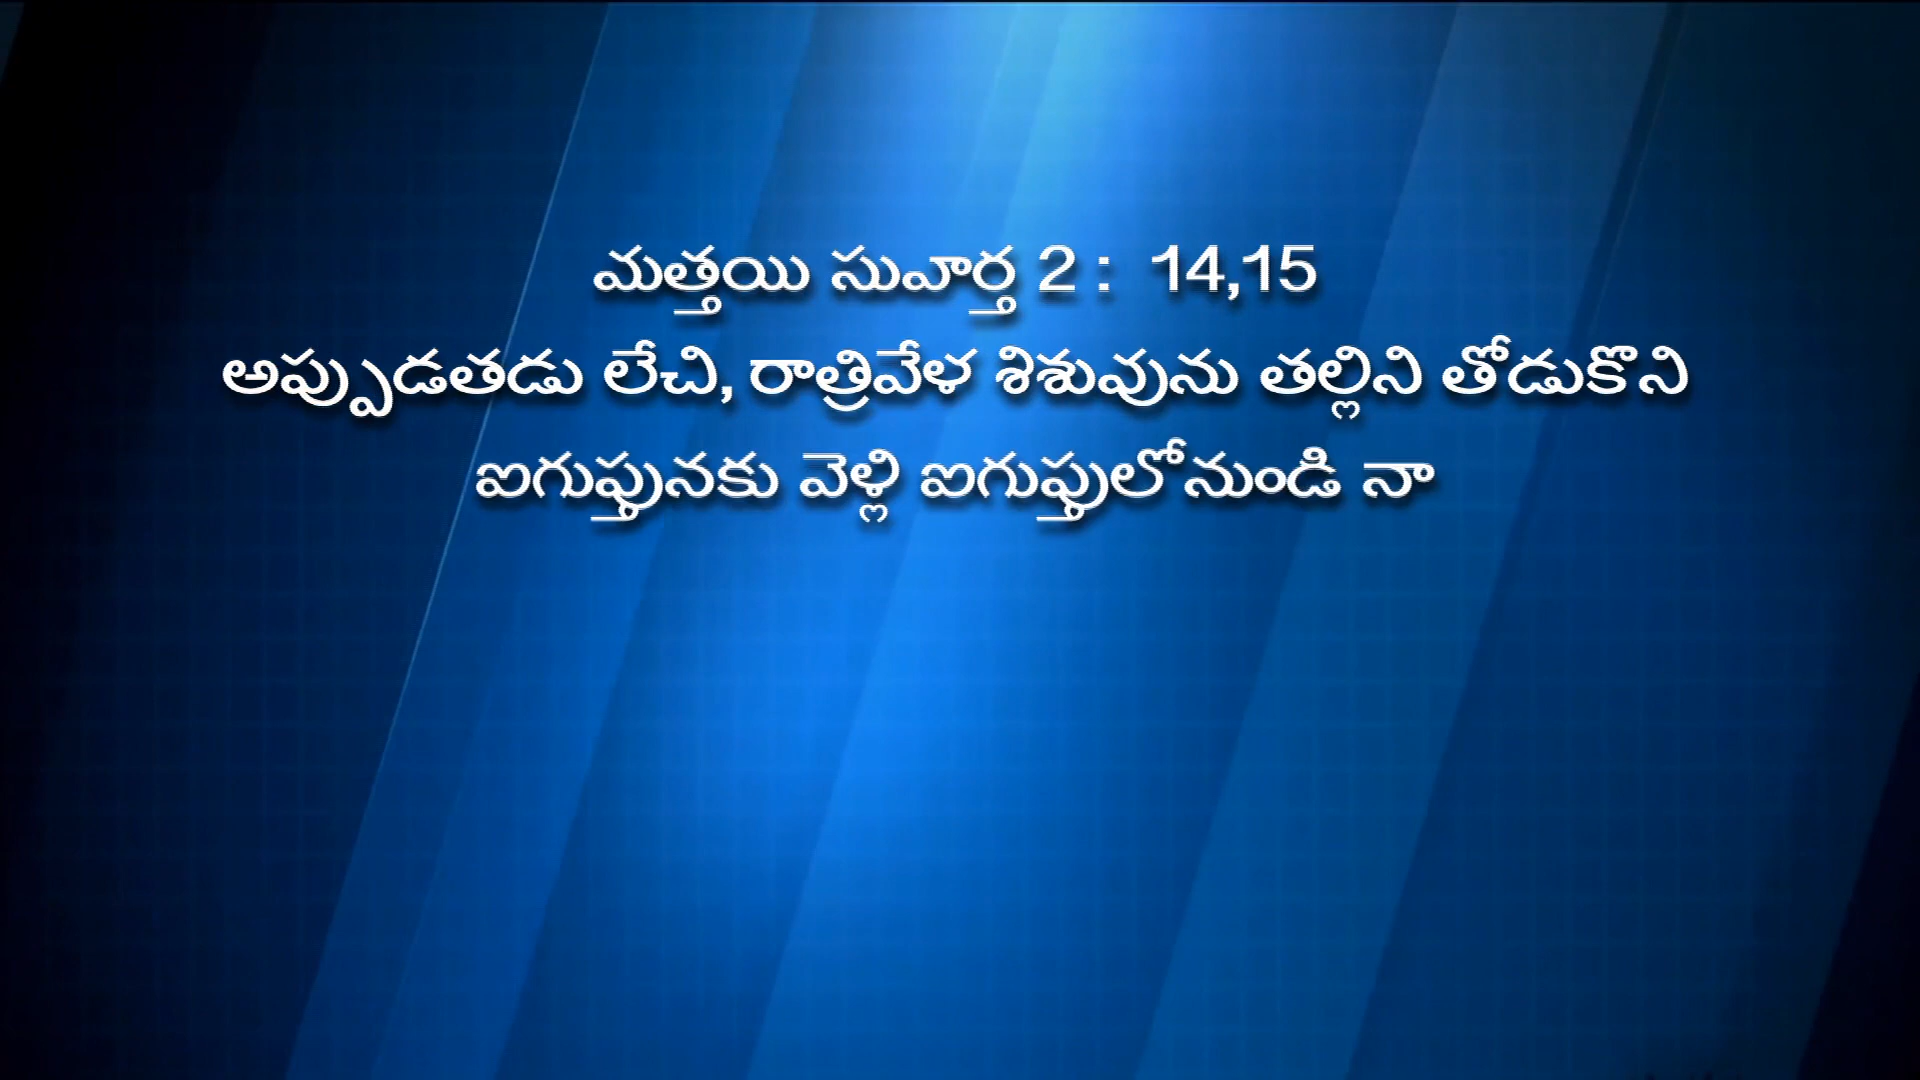 మత్తయి సువార్త 2 :  14,15
అప్పుడతడు లేచి, రాత్రివేళ శిశువును తల్లిని తోడుకొని
ఐగుప్తునకు వెళ్లి ఐగుప్తులోనుండి నా